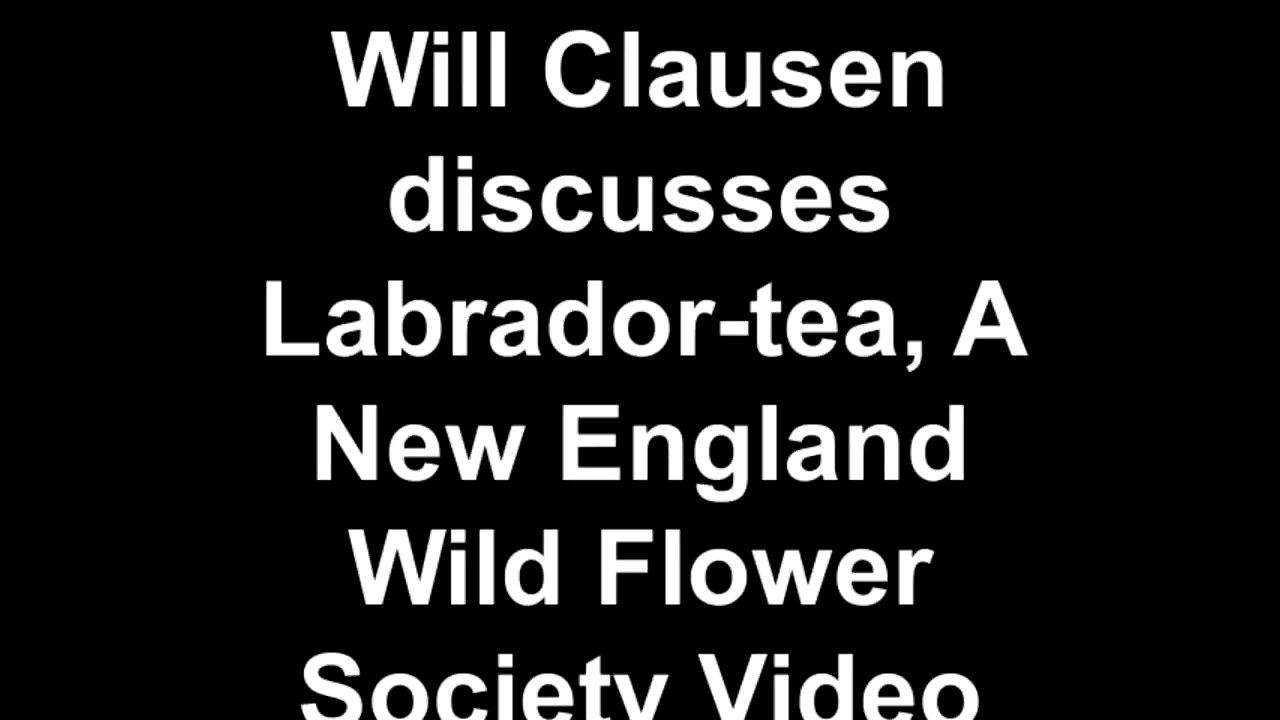 Will Clausen
discusses
Labrador-tea, A
New England
Wild Flower
Society Video